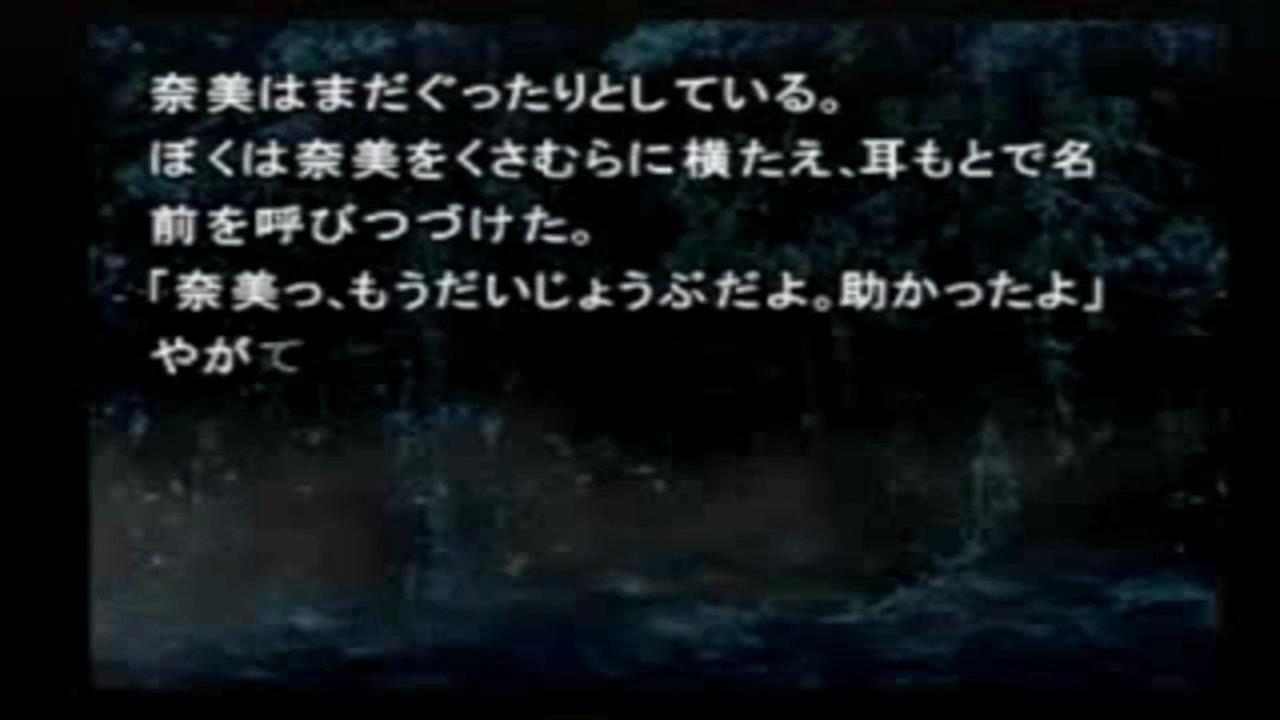 奈美はまだぐったりとしている。
ぼくは奈美をくさむらに横たえ、耳もとで名
前を呼びつづけた。
「奈美っ、もうだいじょうぶだよ。助かったよ」
やがて